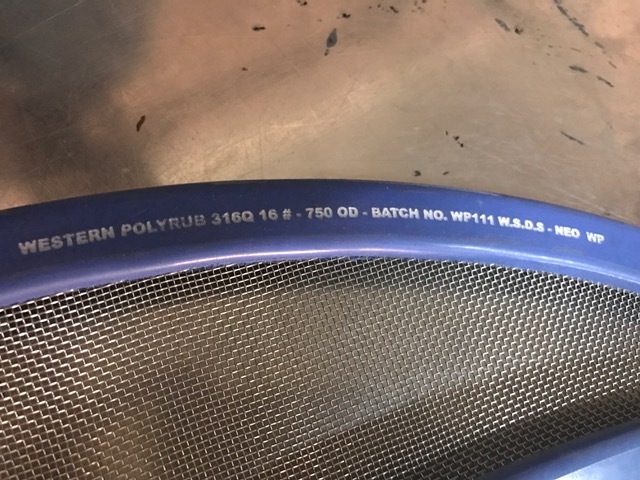 WESTERN POLYRUB 316Q 16 # - 750 OD - BATCH NO. WP111 W.S.D.S - NEO WP